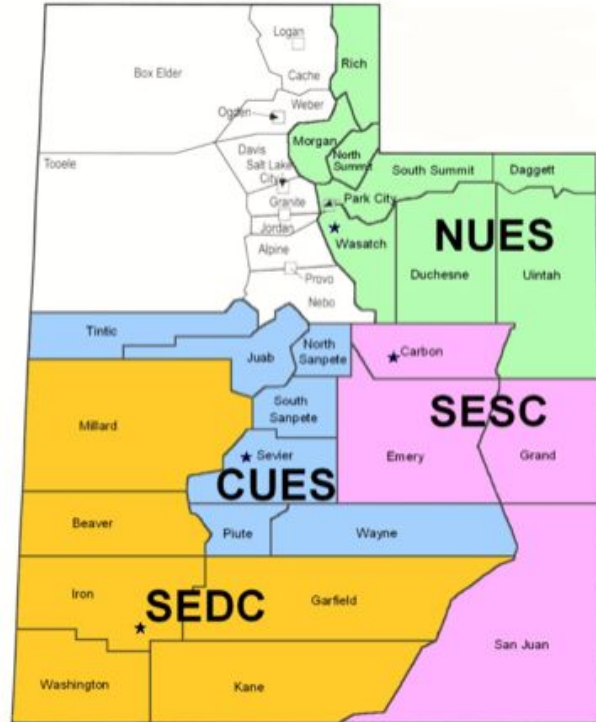 Logan
Box Elder
Cache
Rich
Weber
Ogden
Morgan
Davis
North
Summit
Tooele
Salt Lake
City
South Summit
Daggett
Granite
Park City
Jordan
Wasatch
NUES
Alpine
Duchesne
Uintah
Provo
Nebo
Tintic
North
Sanpete
Carbon
Juab
SESC
South
Sanpete
Millard
Sevier
Emery
Grand
CUES
Beaver
Piute
Wayne
Iron
SEDC
Garfield
San Juan
Washington
Kane